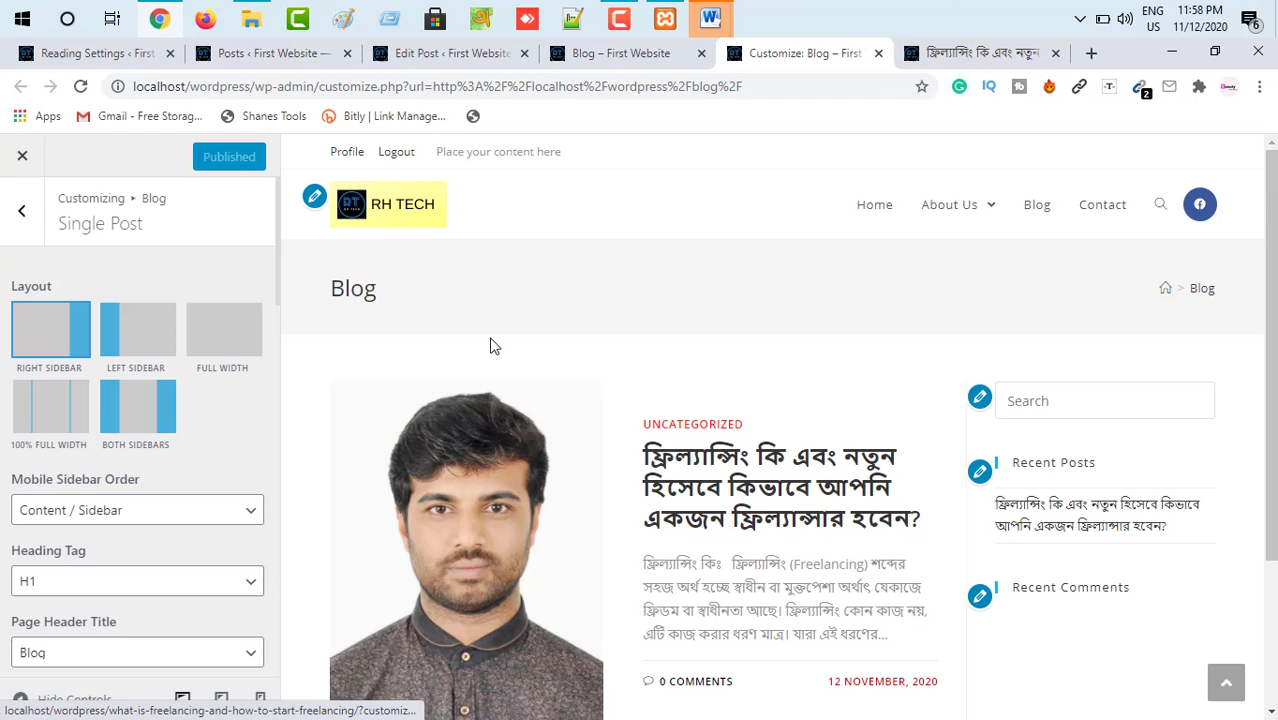 ENG
11:58 PM
US
11/12/2020
6
Reading Settings ‹ First
Posts ‹ First Website —
Edit Post ‹ First Website
Blog – First Website
Customize: Blog – First
ফ্রিল্যান্সিং কি এবং নতুন
localhost/wordpress/wp-admin/customize.php?url=http%3A%2F%2Flocalhost%2Fwordpress%2Fblog%2F
2
Apps
Gmail - Free Storag...
Shanes Tools
Bitly | Link Manage...
Published
Profile Logout Place your content here
Customizing ▸ Blog
Single Post
RH TECH
Home About Us Blog Contact
Blog
> Blog
Layout
RIGHT SIDEBAR LEFT SIDEBAR FULL WIDTH
100% FULL WIDTH BOTH SIDEBARS
Mobile Sidebar Order
Content / Sidebar
Heading Tag
H1
Page Header Title
Blog
Hide Controls
UNCATEGORIZED
ফ্রিল্যান্সিং কি এবং নতুন
হিসেবে কিভাবে আপনি
একজন ফ্রিল্যান্সার হবেন?
ফ্রিল্যান্সিং কিঃ ফ্রিল্যান্সিং (Freelancing) শব্দের
সহজ অর্থ হচ্ছে স্বাধীন বা মুক্তপেশা অর্থাৎ যেকাজে
ফ্রিডম বা স্বাধীনতা আছে। ফ্রিল্যান্সিং কোন কাজ নয়,
এটি কাজ করার ধরণ মাত্র। যারা এই ধরণের...
0 COMMENTS
12 NOVEMBER, 2020
Search
Recent Posts
ফ্রিল্যান্সিং কি এবং নতুন হিসেবে কিভাবে
আপনি একজন ফ্রিল্যান্সার হবেন?
Recent Comments
localhost/wordpress/what-is-freelancing-and-how-to-start-freelancing/?customiz...